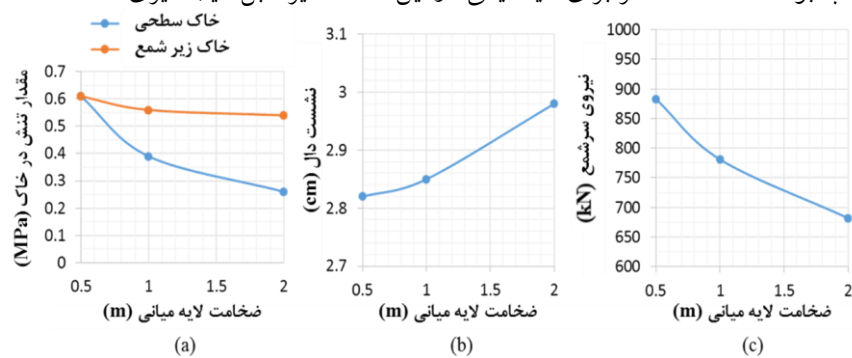 خاک سطحی
خاک زیر شمع
مقدار تنش در خاک (MPa)
0.7
0.6
0.5
0.4
0.3
0.2
0.1
0
0.5 1 1.5 2
ضخامت لایه میانی (m)
(a)
نشست دال (cm)
3.1
3
2.9
2.8
2.7
0.5 1 1.5 2
ضخامت لایه میانی (m)
(b)
نیروی سرشمع (kN)
1000
950
900
850
800
750
700
650
600
0.5 1 1.5 2
ضخامت لایه میانی (m)
(c)